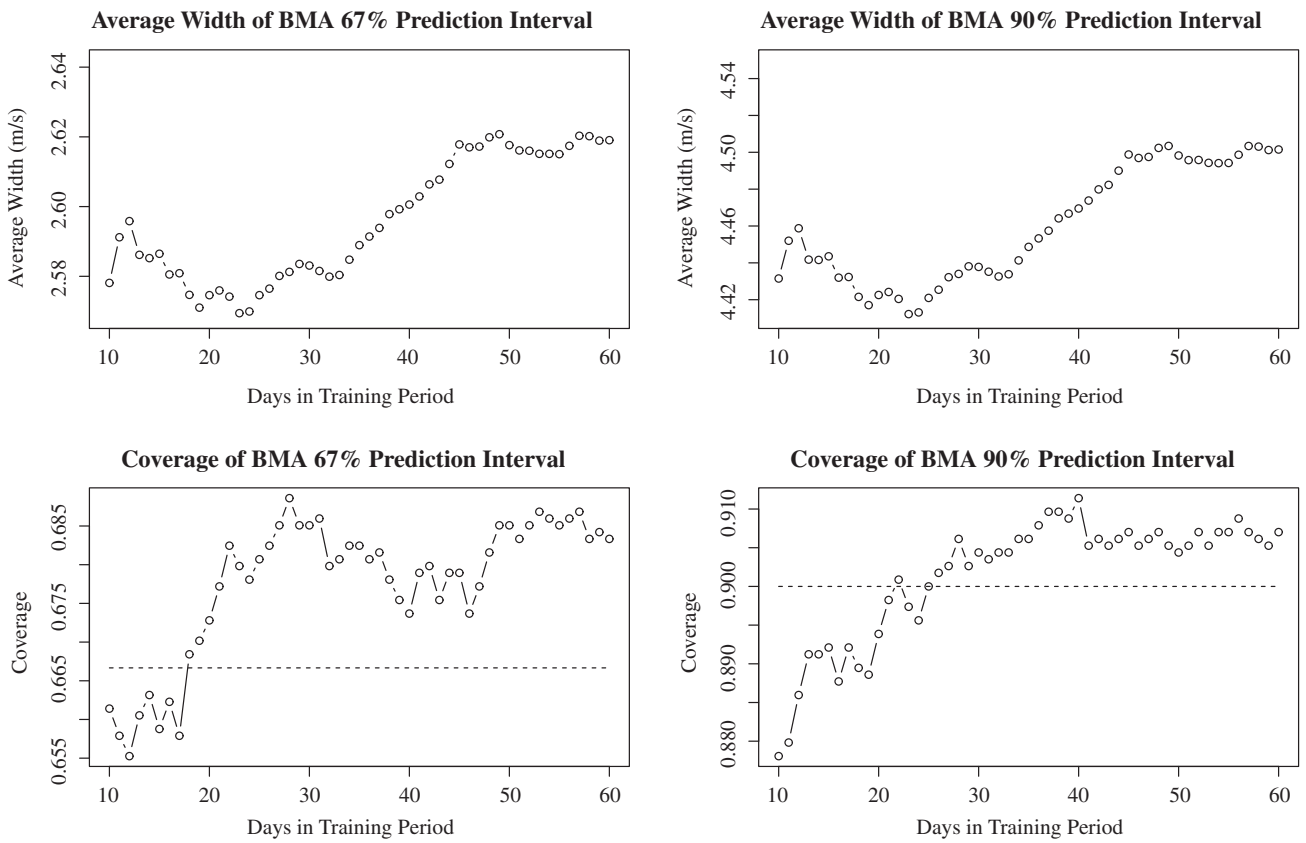 Average Width of BMA 67% Prediction Interval
Average Width (m/s)
2.64
2.62
2.60
2.58
10 20 30 40 50 60
Days in Training Period
Average Width of BMA 90% Prediction Interval
Average Width (m/s)
4.54
4.50
4.46
4.42
10 20 30 40 50 60
Days in Training Period
Coverage of BMA 67% Prediction Interval
Coverage
0.685
0.675
0.665
0.655
10 20 30 40 50 60
Days in Training Period
Coverage of BMA 90% Prediction Interval
Coverage
0.910
0.900
0.890
0.880
10 20 30 40 50 60
Days in Training Period